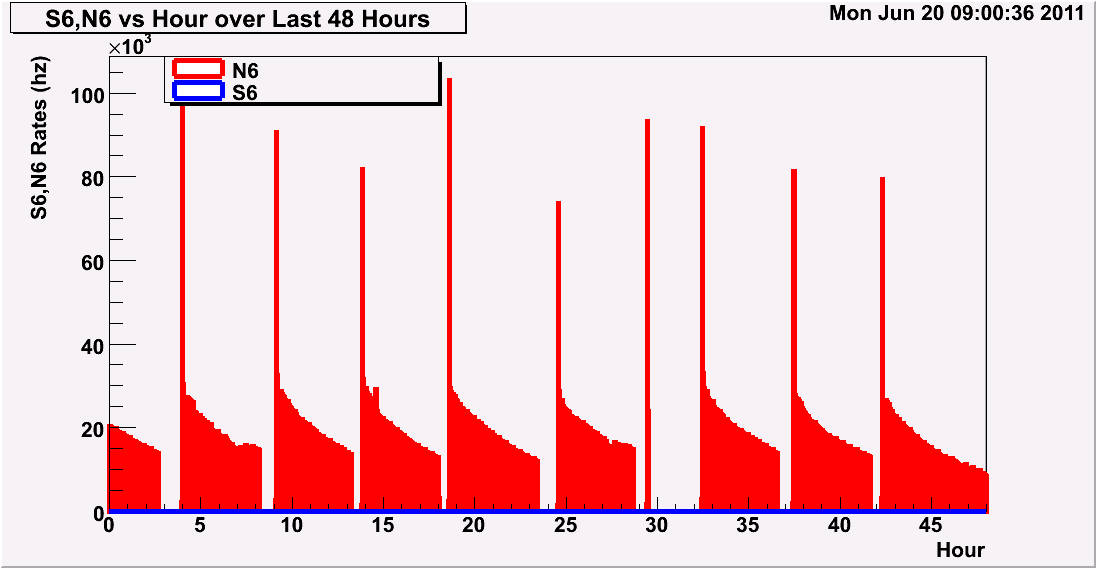 S6,N6 vs Hour over Last 48 Hours
Mon Jun 20 09:00:36 2011
×10³
S6,N6 Rates (hz)
N6
S6
100
80
60
40
20
0
0 5 10 15 20 25 30 35 40 45
Hour